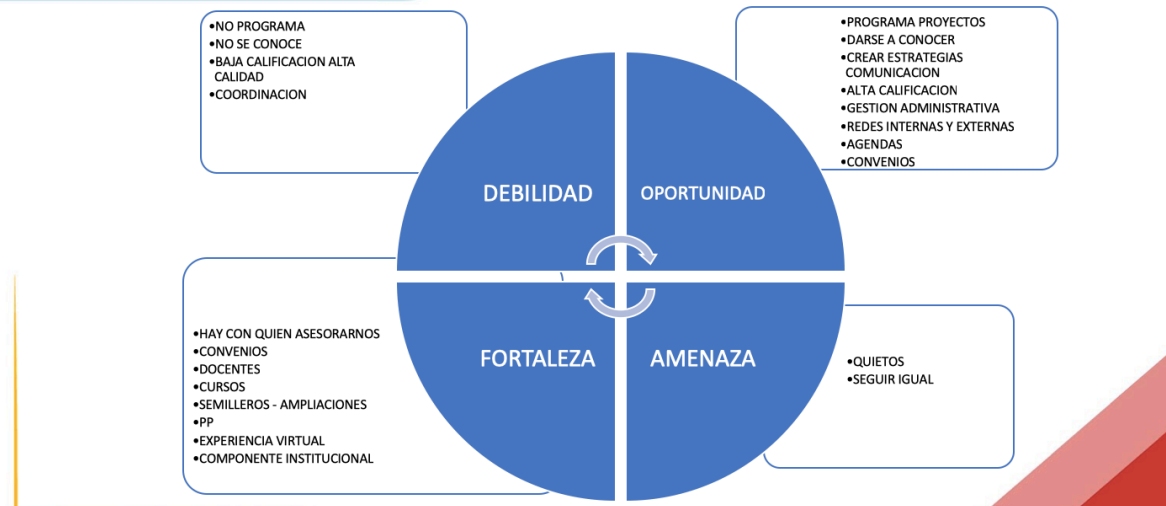 •NO PROGRAMA
•NO SE CONOCE
•BAJA CALIFICACION ALTA
CALIDAD
•COORDINACION
•PROGRAMA PROYECTOS
•DARSE A CONOCER
•CREAR ESTRATEGIAS
COMUNICACION
•ALTA CALIFICACION
•GESTION ADMINISTRATIVA
•REDES INTERNAS Y EXTERNAS
•AGENDAS
•CONVENIOS
DEBILIDAD
OPORTUNIDAD
•HAY CON QUIEN ASESORARNOS
•CONVENIOS
•DOCENTES
•CURSOS
•SEMILLEROS - AMPLIACIONES
•PP
•EXPERIENCIA VIRTUAL
•COMPONENTE INSTITUCIONAL
FORTALEZA
AMENAZA
•QUIETOS
•SEGUIR IGUAL